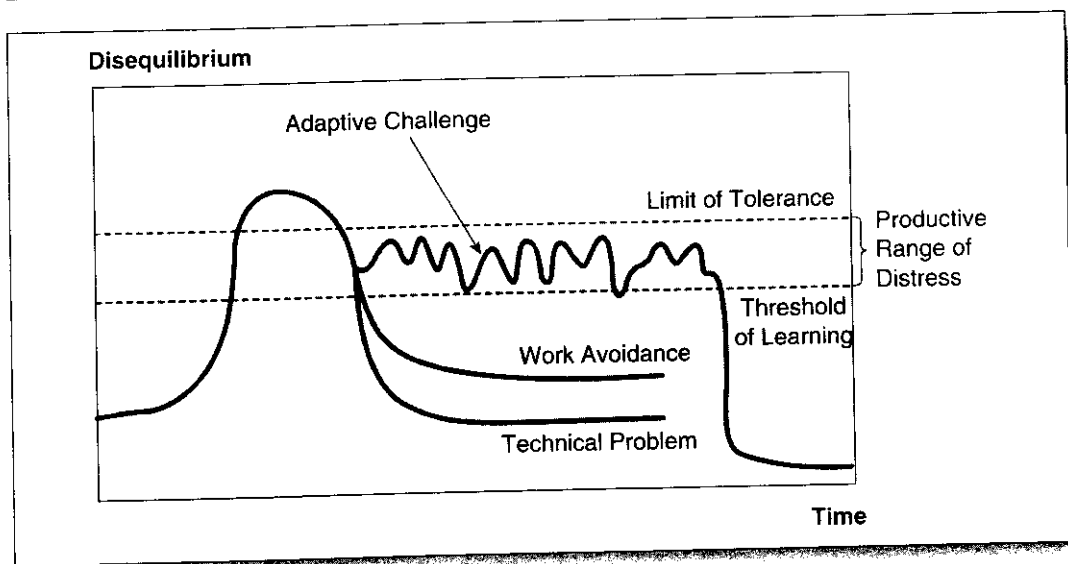 Disequilibrium
Adaptive Challenge
Limit of Tolerance
Productive
Range of
Distress
Threshold
of Learning
Work Avoidance
Technical Problem
Time